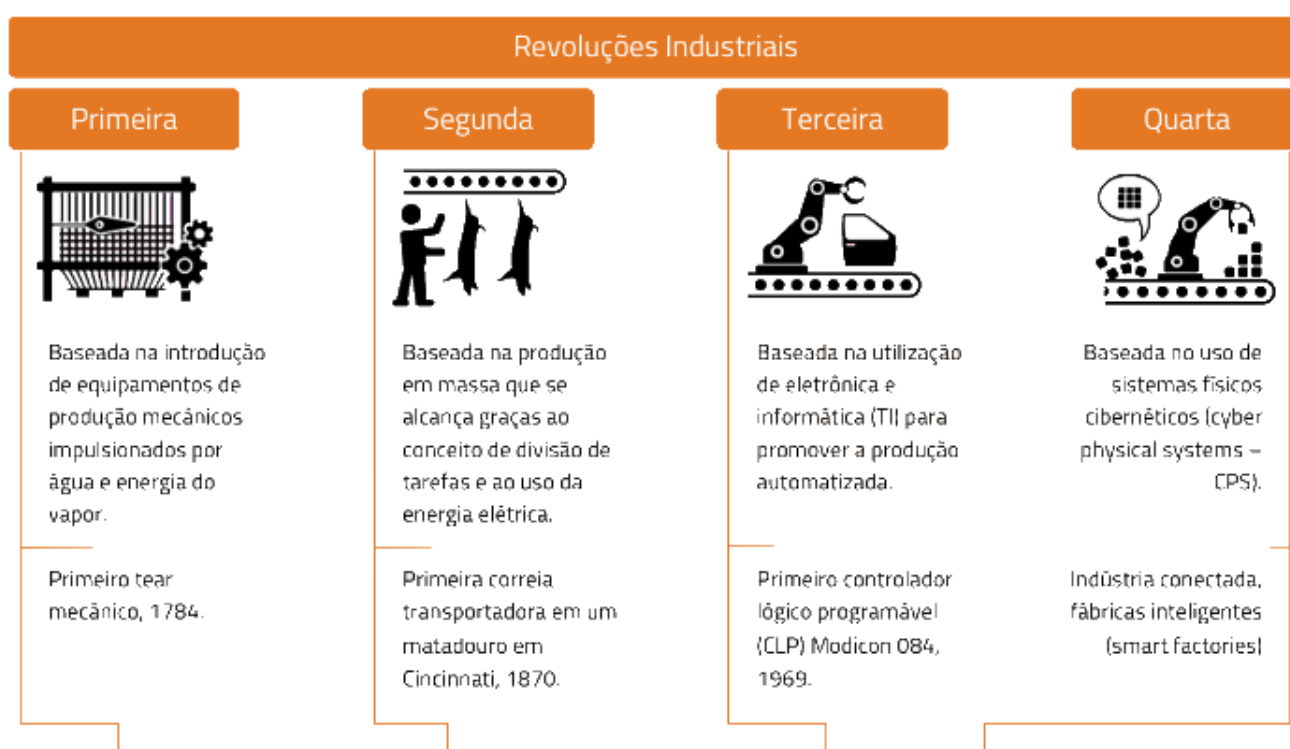 Revoluções Industriais
Primeira
Baseada na introdução
de equipamentos de
produção mecánicos
impulsionados por
água e energia do
vapor.
Primeiro tear
mecânico, 1784.
Segunda
Baseada na produção
em massa que se
alcança graças ao
conceito de divisão de
tarefas e ao uso da
energia elétrica.
Primeira correia
transportadora em um
matadouro em
Cincinnati, 1870.
Terceira
Baseada na utilização
de eletrônica e
informática (TI) para
promover a produção
automatizada.
Primeiro controlador
lógico programável
(CLP) Modicon 084,
1969.
Quarta
Baseada no uso de
sistemas físicos
cibernéticos (cyber
physical systems –
CPS).
Indústria conectada,
fábricas inteligentes
(smart factories)